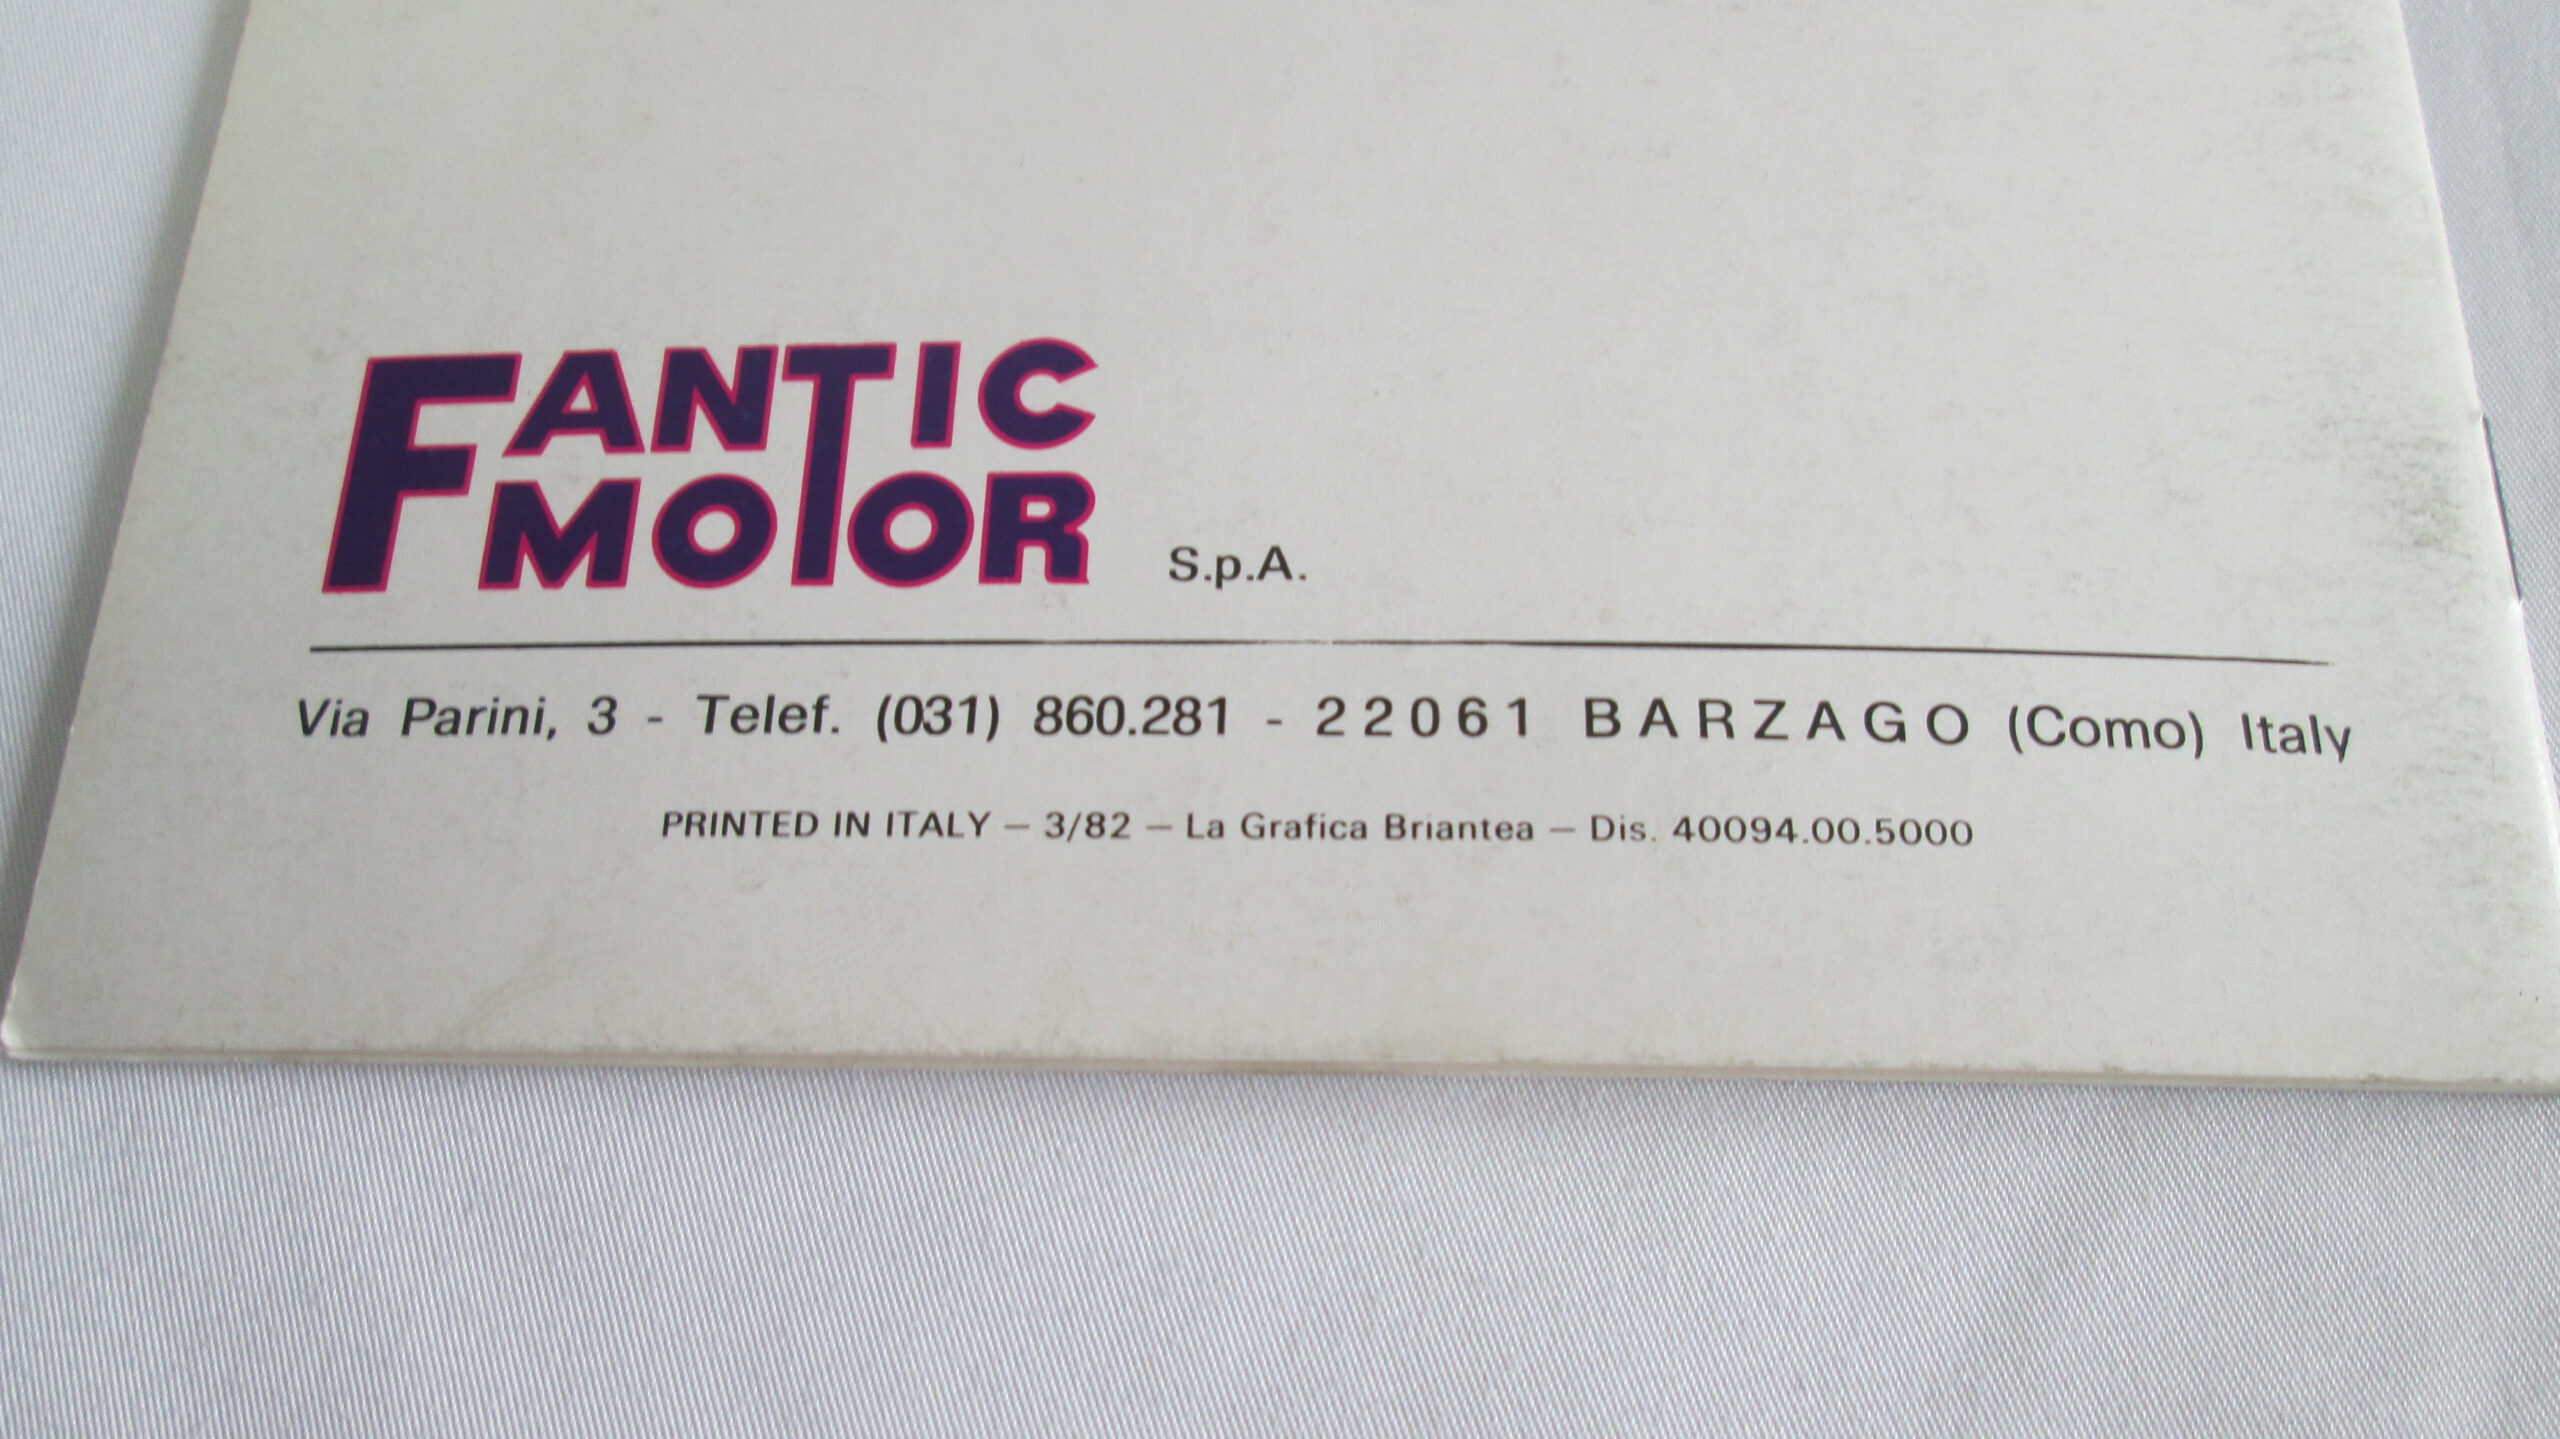 FANTIC
MOTOR S.p.A.
Via Parini, 3 - Telef. (031) 860.281 - 22061 BARZAGO (Como) Italy
PRINTED IN ITALY — 3/82 — La Grafica Briantea — Dis. 40094.00.5000